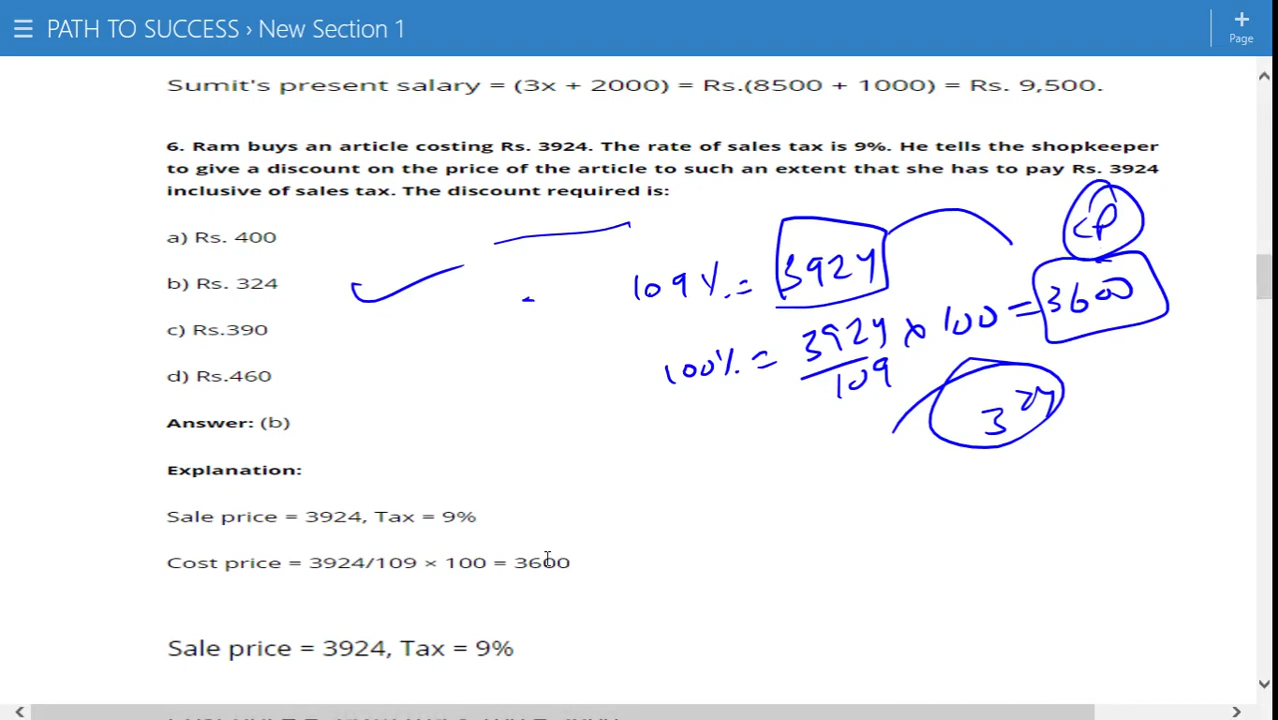 PATH TO SUCCESS › New Section 1
Page
Sumit's present salary = (3x + 2000) = Rs.(8500 + 1000) = Rs. 9,500.
6. Ram buys an article costing Rs. 3924. The rate of sales tax is 9%. He tells the shopkeeper
to give a discount on the price of the article to such an extent that she has to pay Rs. 3924
inclusive of sales tax. The discount required is:
a) Rs. 400
b) Rs. 324
c) Rs.390
d) Rs.460
CP
109 % = 3924
100% = 3924/109 × 100 = 3600
324
Answer: (b)
Explanation:
Sale price = 3924, Tax = 9%
Cost price = 3924/109 × 100 = 3600
Sale price = 3924, Tax = 9%